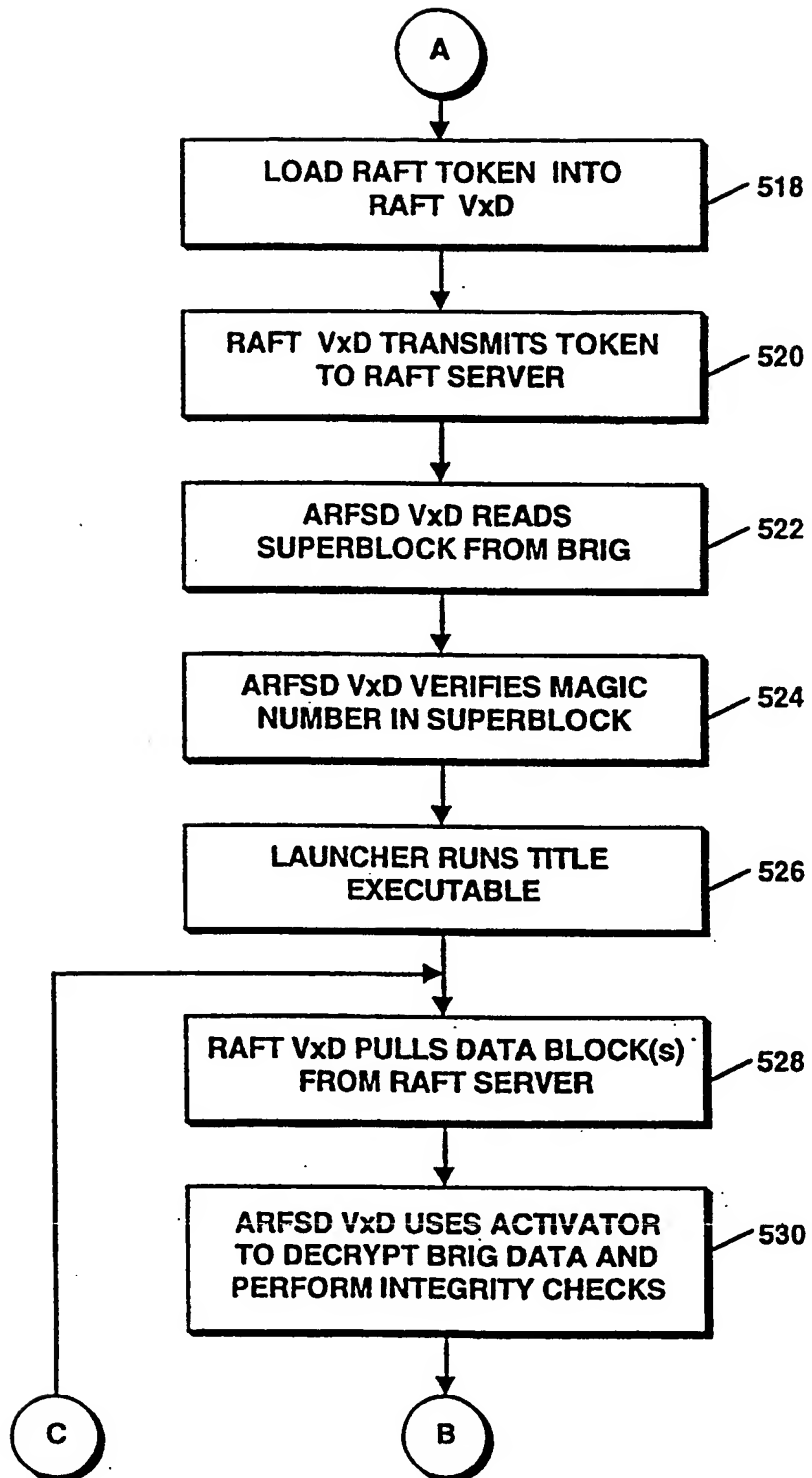 A
LOAD RAFT TOKEN INTO
RAFT VxD
518
RAFT VxD TRANSMITS TOKEN
TO RAFT SERVER
520
ARFSD VxD READS
SUPERBLOCK FROM BRIG
522
ARFSD VxD VERIFIES MAGIC
NUMBER IN SUPERBLOCK
524
LAUNCHER RUNS TITLE
EXECUTABLE
526
RAFT VxD PULLS DATA BLOCK(s)
FROM RAFT SERVER
528
ARFSD VxD USES ACTIVATOR
TO DECRYPT BRIG DATA AND
PERFORM INTEGRITY CHECKS
530
C
B